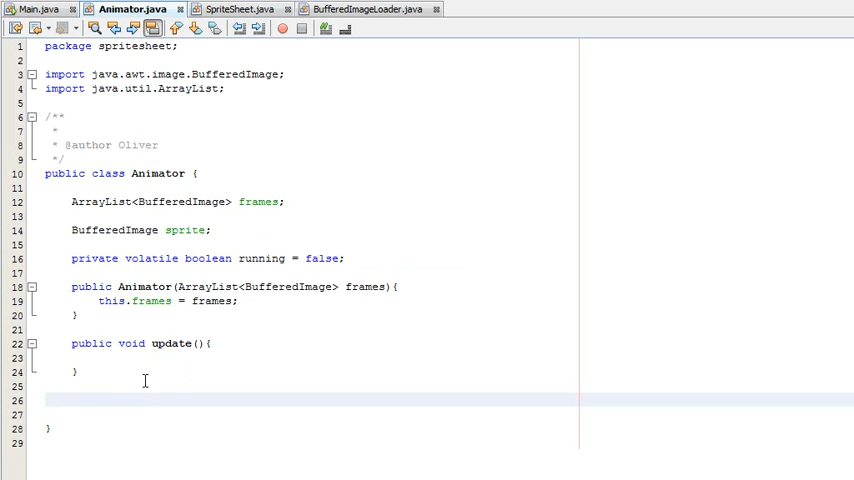 Main.java Animator.java SpriteSheet.java BufferedImageLoader.java
1 package spritesheet;
2
3 import java.awt.image.BufferedImage;
4 import java.util.ArrayList;
5
6 /**
7 *
8 * @author Oliver
9 */
10 public class Animator {
11
12 ArrayList<BufferedImage> frames;
13
14 BufferedImage sprite;
15
16 private volatile boolean running = false;
17
18 public Animator(ArrayList<BufferedImage> frames){
19 this.frames = frames;
20 }
21
22 public void update(){
23
24 }
25
26
27
28 }
29